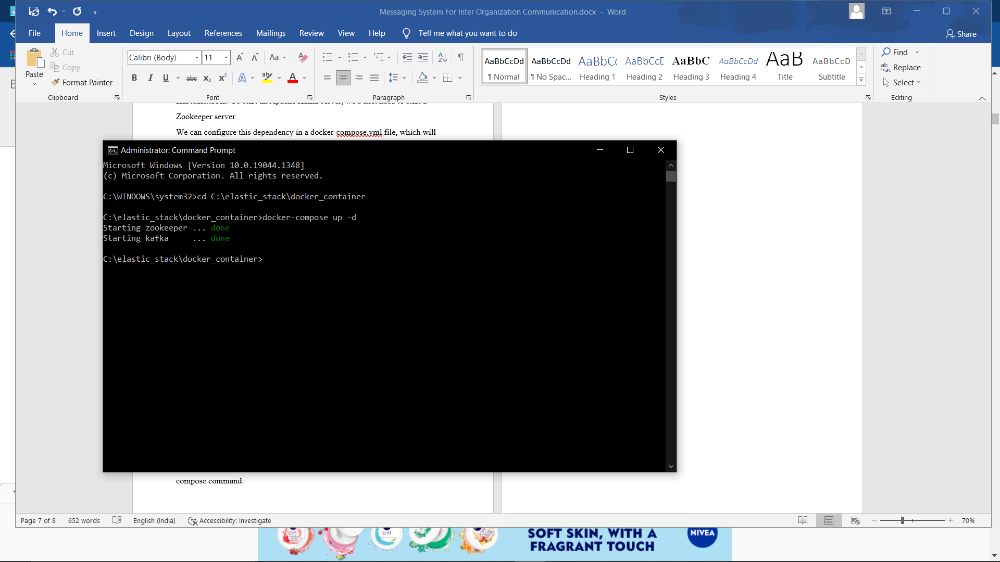 Messaging System For Inter Organization Communication.docx - Word
File Home Insert Design Layout References Mailings Review View Help Tell me what you want to do Share
Paste
Cut
Copy
Format Painter
Clipboard
Calibri (Body) 11
Font
Paragraph
AaBbCcDd AaBbCcDd AaBbCc AaBbCcD AaBbC AaBbCcDd AaB AaBbCcD
¶ Normal ¶ No Spac... Heading 1 Heading 2 Heading 3 Heading 4 Title Subtitle
Styles
Find
Replace
Select
Editing
Zookeeper server.
We can configure this dependency in a docker-compose.yml file, which will
Administrator: Command Prompt
Microsoft Windows [Version 10.0.19044.1348]
(c) Microsoft Corporation. All rights reserved.
C:\WINDOWS\system32>cd C:\elastic_stack\docker_container
C:\elastic_stack\docker_container>docker-compose up -d
Starting zookeeper ... done
Starting kafka     ... done
C:\elastic_stack\docker_container>
compose command:
Page 7 of 8 652 words English (India) Accessibility: Investigate 70%
soft soft
SOFT SKIN, WITH A
FRAGRANT TOUCH
NIVEA